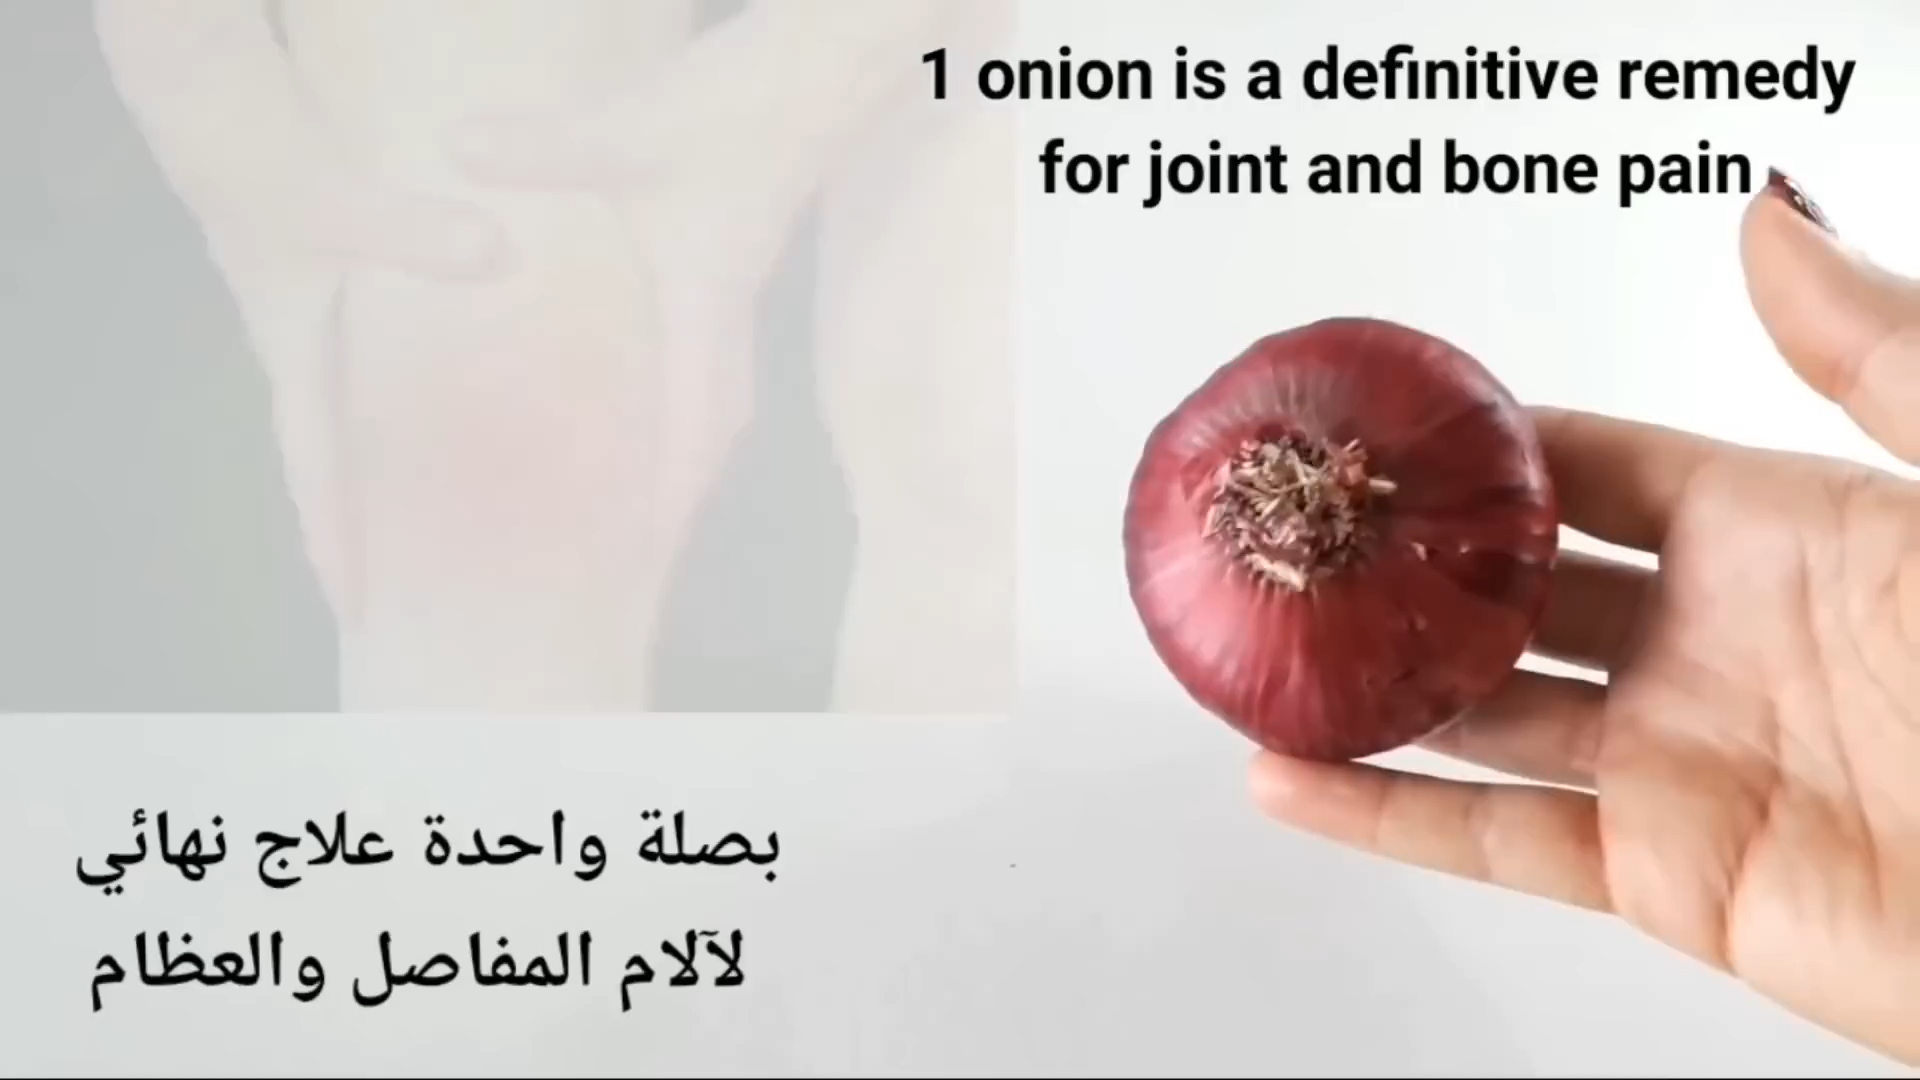 1 onion is a definitive remedy
for joint and bone pain
بصلة واحدة علاج نهائي
لآلام المفاصل والعظام